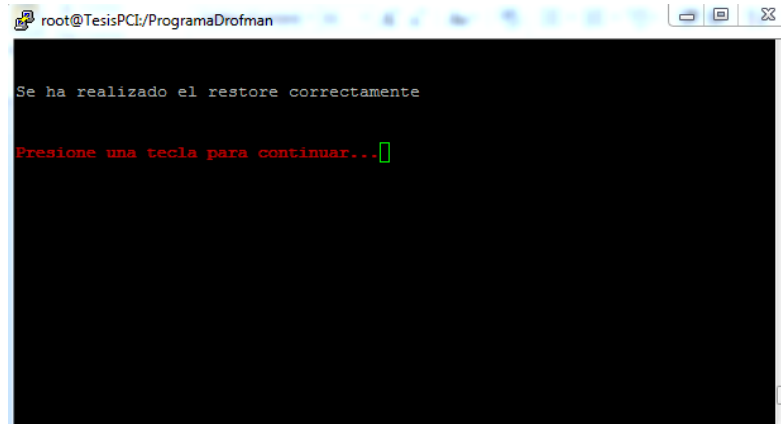 root@TesisPCI:/ProgramaDrofman
Se ha realizado el restore correctamente
Presione una tecla para continuar...